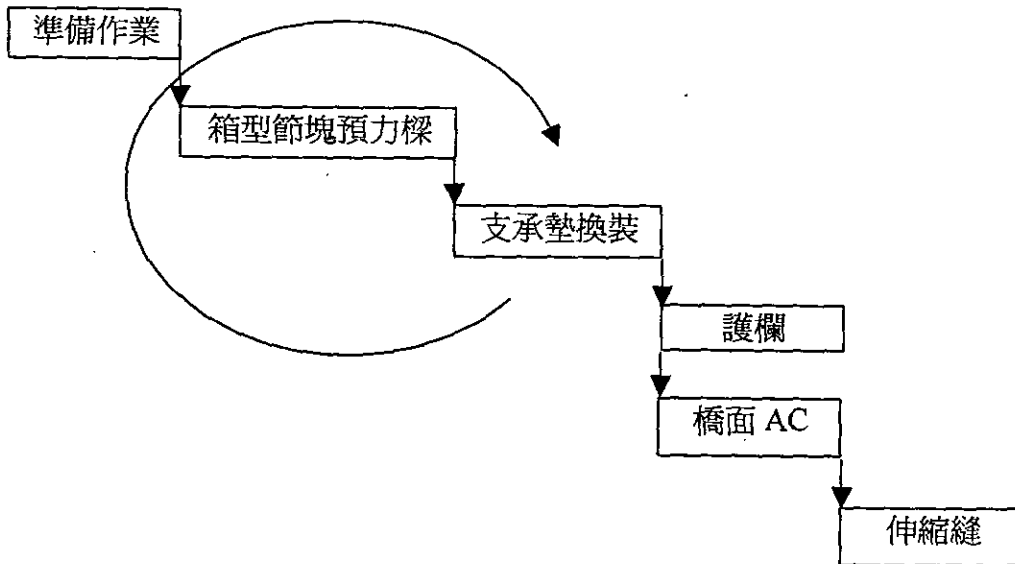 準備作業
箱型節塊預力樑
支承墊換裝
護欄
橋面 AC
伸縮縫